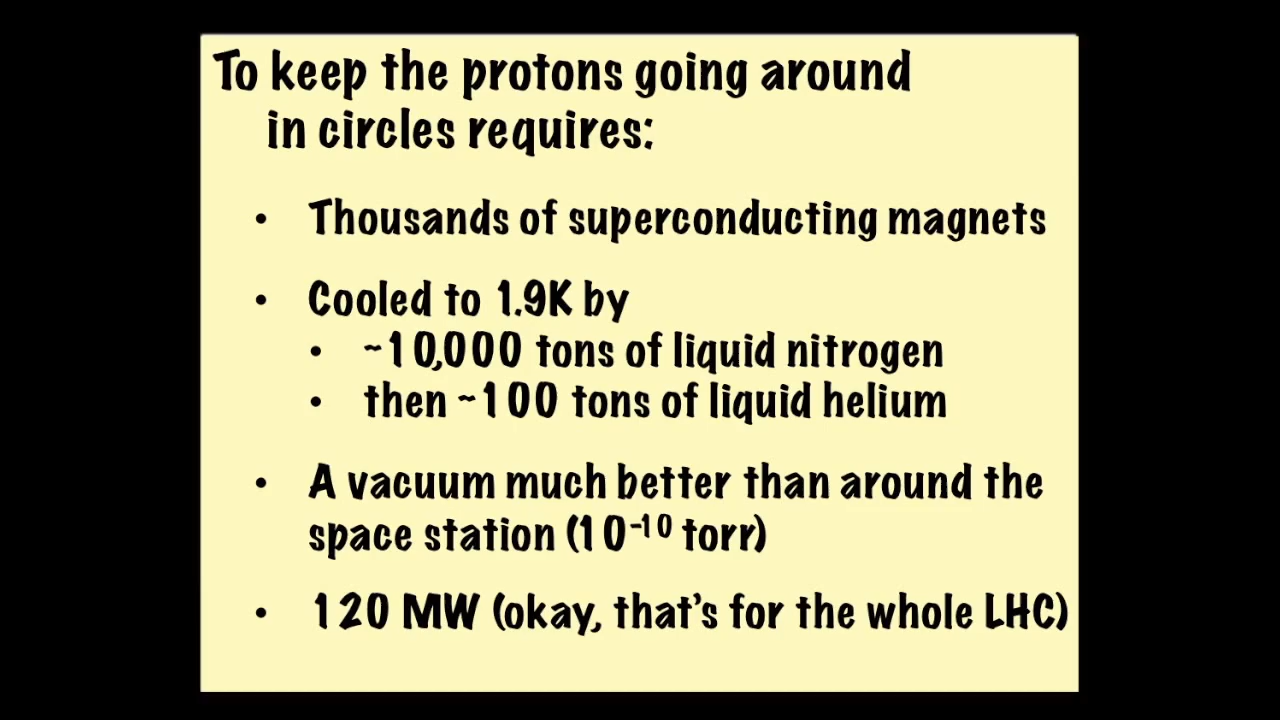 To keep the protons going around
in circles requires:
• Thousands of superconducting magnets
• Cooled to 1.9K by
• ~10,000 tons of liquid nitrogen
• then ~100 tons of liquid helium
• A vacuum much better than around the
space station (10⁻¹⁰ torr)
• 120 MW (okay, that's for the whole LHC)